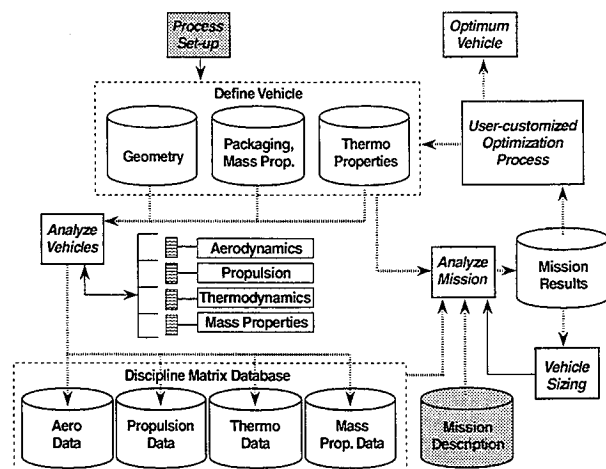 Process
Set-up
Optimum
Vehicle
Define Vehicle
Geometry
Packaging,
Mass Prop.
Thermo
Properties
User-customized
Optimization
Process
Analyze
Vehicles
Aerodynamics
Propulsion
Thermodynamics
Mass Properties
Analyze
Mission
Mission
Results
Vehicle
Sizing
Discipline Matrix Database
Aero
Data
Propulsion
Data
Thermo
Data
Mass
Prop. Data
Mission
Description